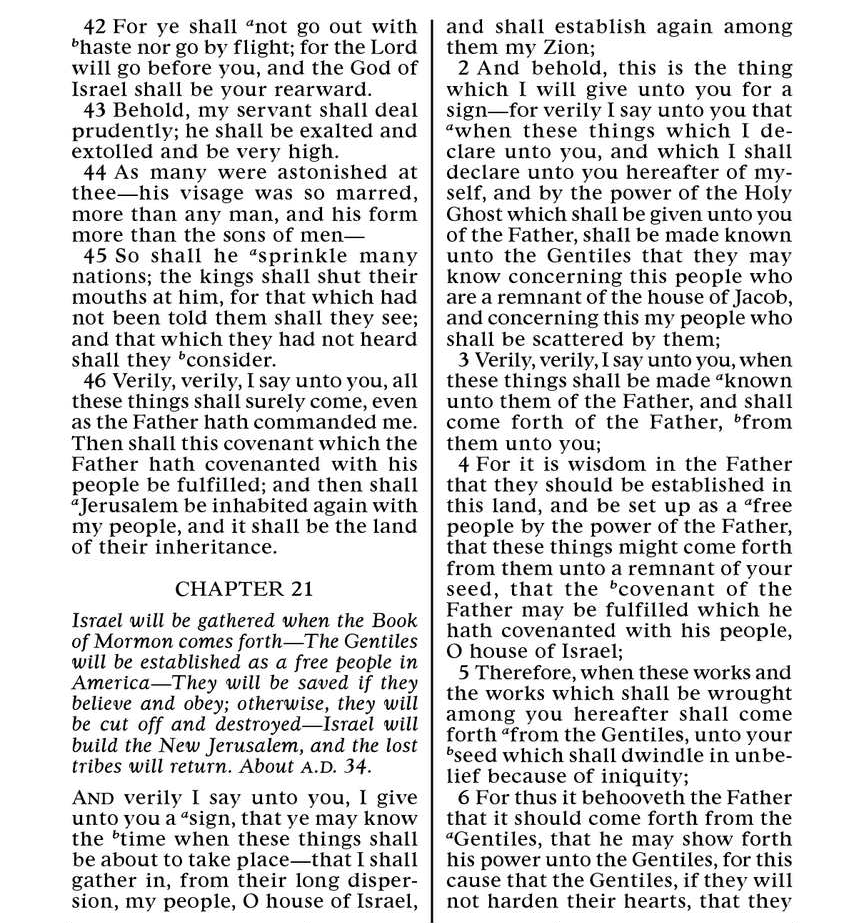 42 For ye shall ᵃnot go out with
ᵇhaste nor go by flight; for the Lord
will go before you, and the God of
Israel shall be your rearward.
43 Behold, my servant shall deal
prudently; he shall be exalted and
extolled and be very high.
44 As many were astonished at
thee—his visage was so marred,
more than any man, and his form
more than the sons of men—
45 So shall he ᵃsprinkle many
nations; the kings shall shut their
mouths at him, for that which had
not been told them shall they see;
and that which they had not heard
shall they ᵇconsider.
46 Verily, verily, I say unto you, all
these things shall surely come, even
as the Father hath commanded me.
Then shall this covenant which the
Father hath covenanted with his
people be fulfilled; and then shall
ᵃJerusalem be inhabited again with
my people, and it shall be the land
of their inheritance.
CHAPTER 21
Israel will be gathered when the Book
of Mormon comes forth—The Gentiles
will be established as a free people in
America—They will be saved if they
believe and obey; otherwise, they will
be cut off and destroyed—Israel will
build the New Jerusalem, and the lost
tribes will return. About A.D. 34.
AND verily I say unto you, I give
unto you a ᵃsign, that ye may know
the ᵇtime when these things shall
be about to take place—that I shall
gather in, from their long disper-
sion, my people, O house of Israel,
and shall establish again among
them my Zion;
2 And behold, this is the thing
which I will give unto you for a
sign—for verily I say unto you that
ᵃwhen these things which I de-
clare unto you, and which I shall
declare unto you hereafter of my-
self, and by the power of the Holy
Ghost which shall be given unto you
of the Father, shall be made known
unto the Gentiles that they may
know concerning this people who
are a remnant of the house of Jacob,
and concerning this my people who
shall be scattered by them;
3 Verily, verily, I say unto you, when
these things shall be made ᵃknown
unto them of the Father, and shall
come forth of the Father, ᵇfrom
them unto you;
4 For it is wisdom in the Father
that they should be established in
this land, and be set up as a ᵃfree
people by the power of the Father,
that these things might come forth
from them unto a remnant of your
seed, that the ᵇcovenant of the
Father may be fulfilled which he
hath covenanted with his people,
O house of Israel;
5 Therefore, when these works and
the works which shall be wrought
among you hereafter shall come
forth ᵃfrom the Gentiles, unto your
ᵇseed which shall dwindle in unbe-
lief because of iniquity;
6 For thus it behooveth the Father
that it should come forth from the
ᵃGentiles, that he may show forth
his power unto the Gentiles, for this
cause that the Gentiles, if they will
not harden their hearts, that they